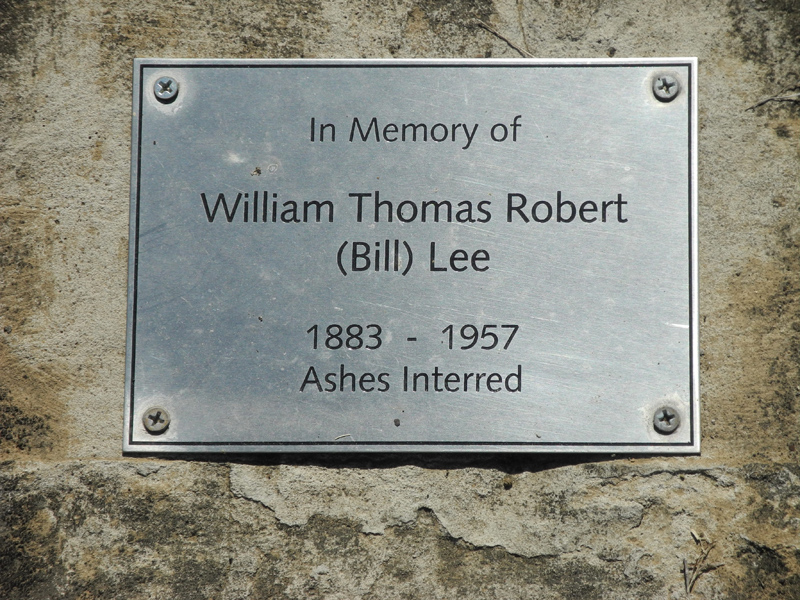 In Memory of
William Thomas Robert
(Bill) Lee
1883 - 1957
Ashes Interred